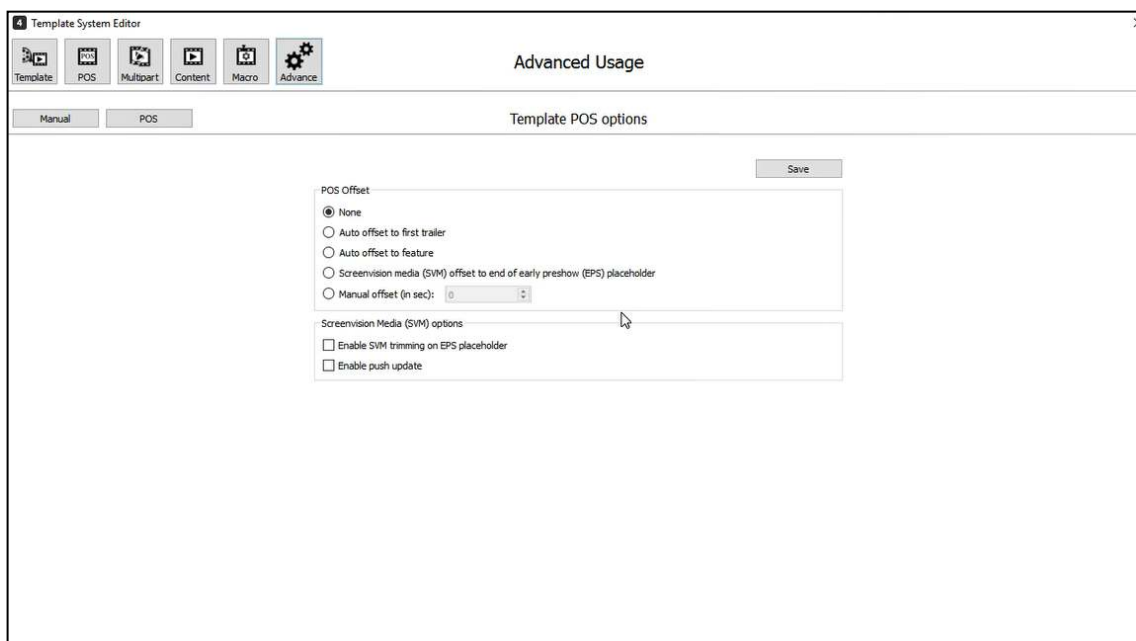 4 Template System Editor
Template POS Multipart Content Macro Advance
Advanced Usage
Manual POS
Template POS options
Save
POS Offset
None
Auto offset to first trailer
Auto offset to feature
Screenvision media (SVM) offset to end of early preshow (EPS) placeholder
Manual offset (in sec): 0
Screenvision Media (SVM) options
Enable SVM trimming on EPS placeholder
Enable push update